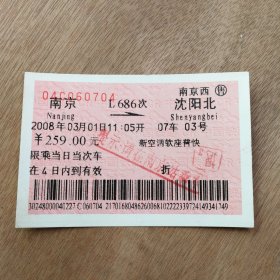 04C060704
南京西 售
南京 L686次 沈阳北
Nanjing Shenyangbei
2008年03月01日11:05开 07车 03号
￥259.00元 新空调软座普快
限乘当日当次车
在4日内到有效 折